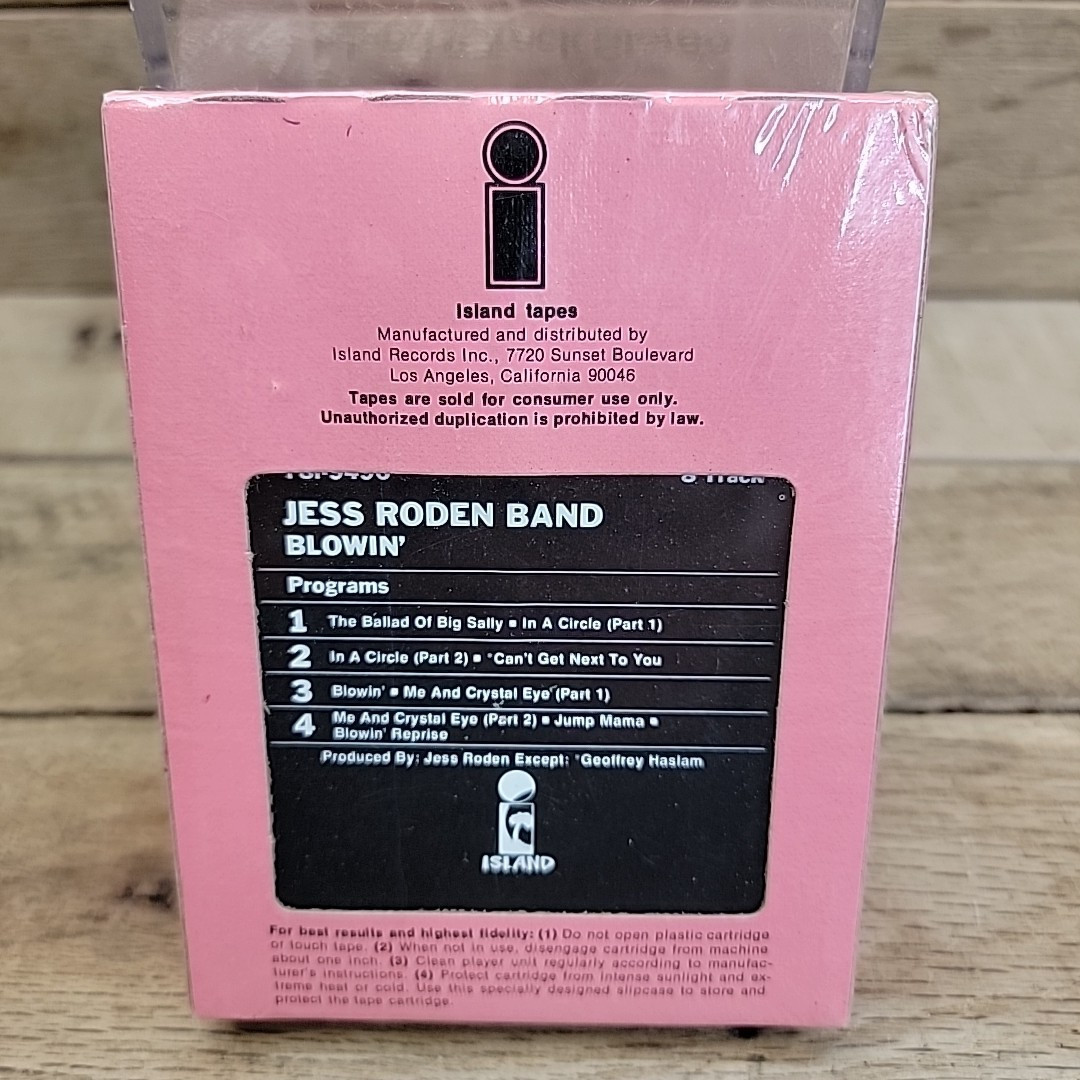 Island tapes
Manufactured and distributed by
Island Records Inc., 7720 Sunset Boulevard
Los Angeles, California 90046
Tapes are sold for consumer use only.
Unauthorized duplication is prohibited by law.
8 Track
JESS RODEN BAND
BLOWIN'
Programs
1 The Ballad Of Big Sally ▪ In A Circle (Part 1)
2 In A Circle (Part 2) ▪ *Can't Get Next To You
3 Blowin' ▪ Me And Crystal Eye (Part 1)
4 Me And Crystal Eye (Part 2) ▪ Jump Mama ▪
Blowin' Reprise
Produced By: Jess Roden Except: *Geoffrey Haslam
ISLAND
For best results and highest fidelity: (1) Do not open plastic cartridge
or touch tape. (2) When not in use, disengage cartridge from machine
about one inch. (3) Clean player unit regularly according to manufac-
turer's instructions. (4) Protect cartridge from intense sunlight and ex-
treme heat or cold. Use this specially designed slipcase to store and
protect the tape cartridge.